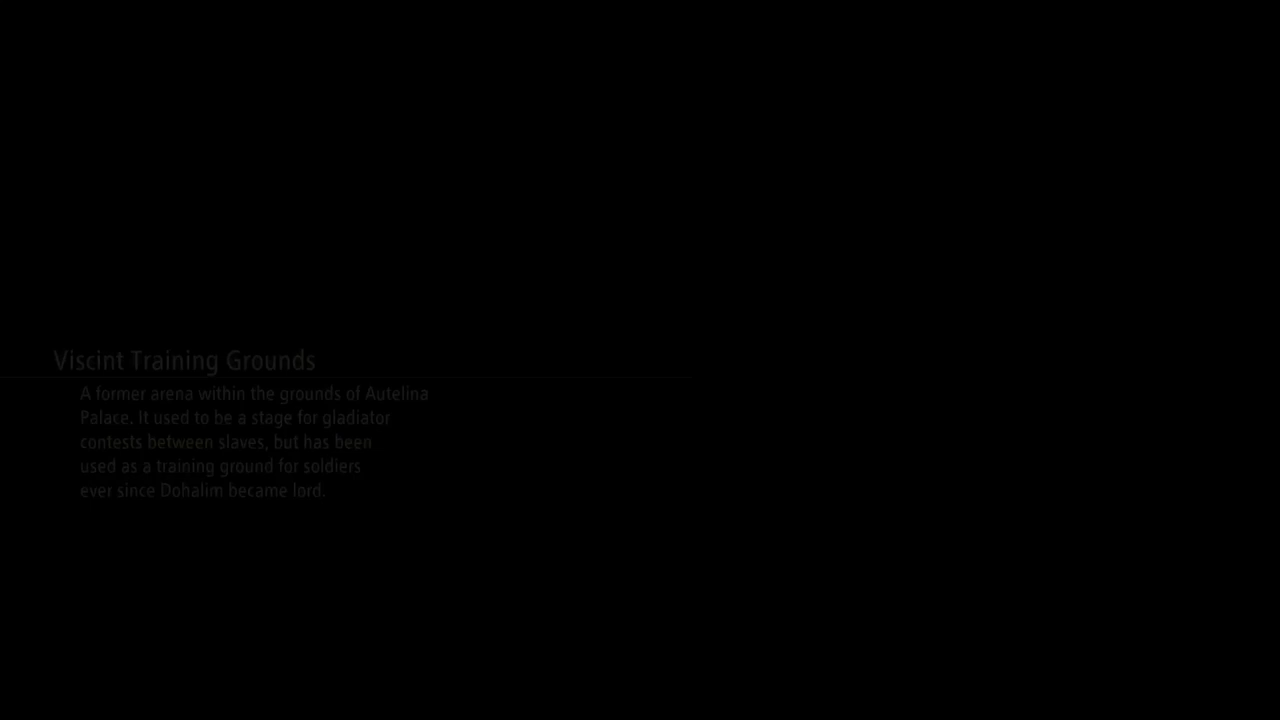 Viscint Training Grounds
A former arena within the grounds of Autelina
Palace. It used to be a stage for gladiator
contests between slaves, but has been
used as a training ground for soldiers
ever since Dohalim became lord.